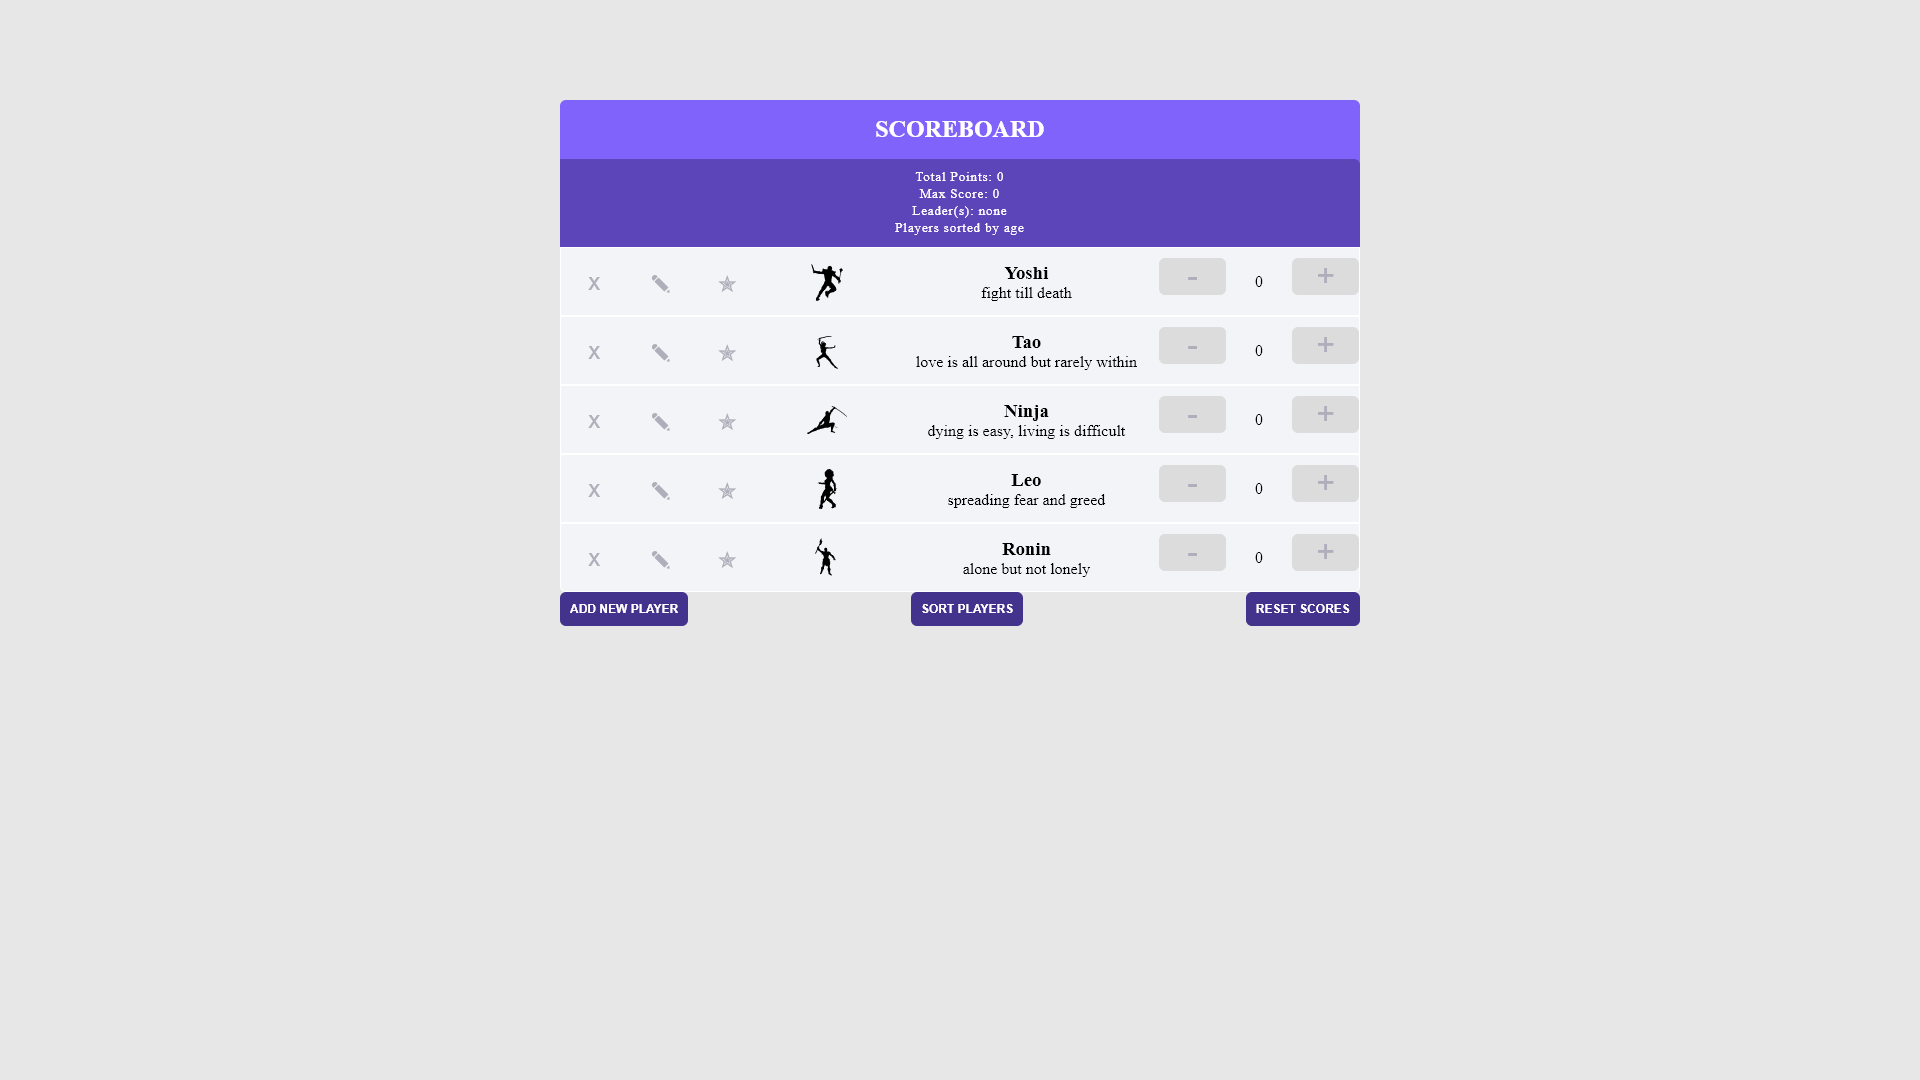 SCOREBOARD
Total Points: 0
Max Score: 0
Leader(s): none
Players sorted by age
X Yoshi - 0 +
fight till death
X Tao - 0 +
love is all around but rarely within
X Ninja - 0 +
dying is easy, living is difficult
X Leo - 0 +
spreading fear and greed
X Ronin - 0 +
alone but not lonely
ADD NEW PLAYER SORT PLAYERS RESET SCORES